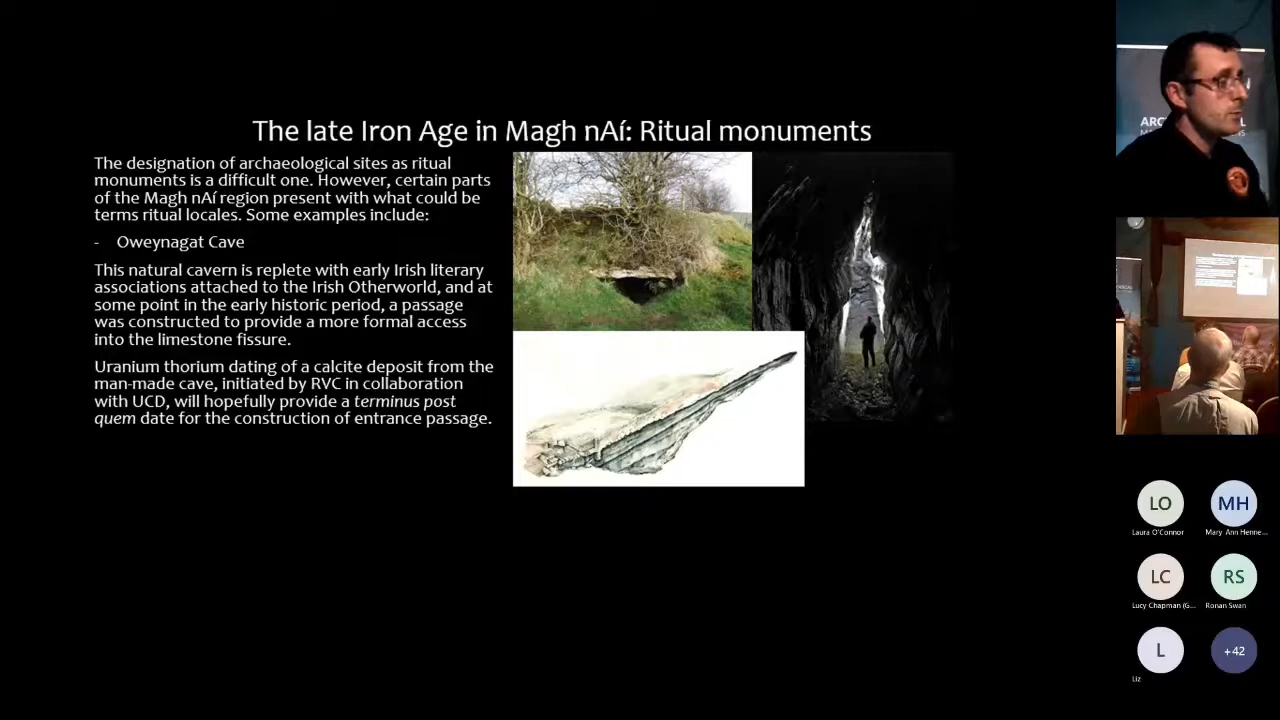 The late Iron Age in Magh nAí: Ritual monuments
The designation of archaeological sites as ritual
monuments is a difficult one. However, certain parts
of the Magh nAí region present with what could be
terms ritual locales. Some examples include:
- Oweynagat Cave
This natural cavern is replete with early Irish literary
associations attached to the Irish Otherworld, and at
some point in the early historic period, a passage
was constructed to provide a more formal access
into the limestone fissure.
Uranium thorium dating of a calcite deposit from the
man-made cave, initiated by RVC in collaboration
with UCD, will hopefully provide a terminus post
quem date for the construction of entrance passage.
LO
Laura O'Connor
MH
Mary Ann Henne...
LC
Lucy Chapman (G...
RS
Ronan Swan
L
Liz
+42